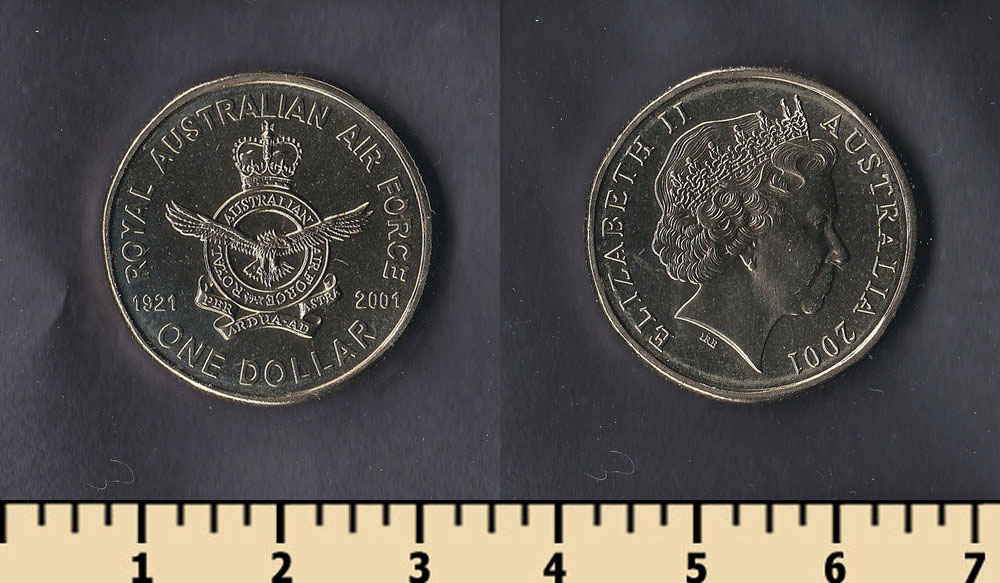 ROYAL AUSTRALIAN AIR FORCE
AUSTRALIAN
ROYAL
AIR FORCE
1921
2001
PER
ARDUA-AD
ASTRA
ONE DOLLAR
ELIZABETH II
AUSTRALIA 2001
IRB
1 2 3 4 5 6 7